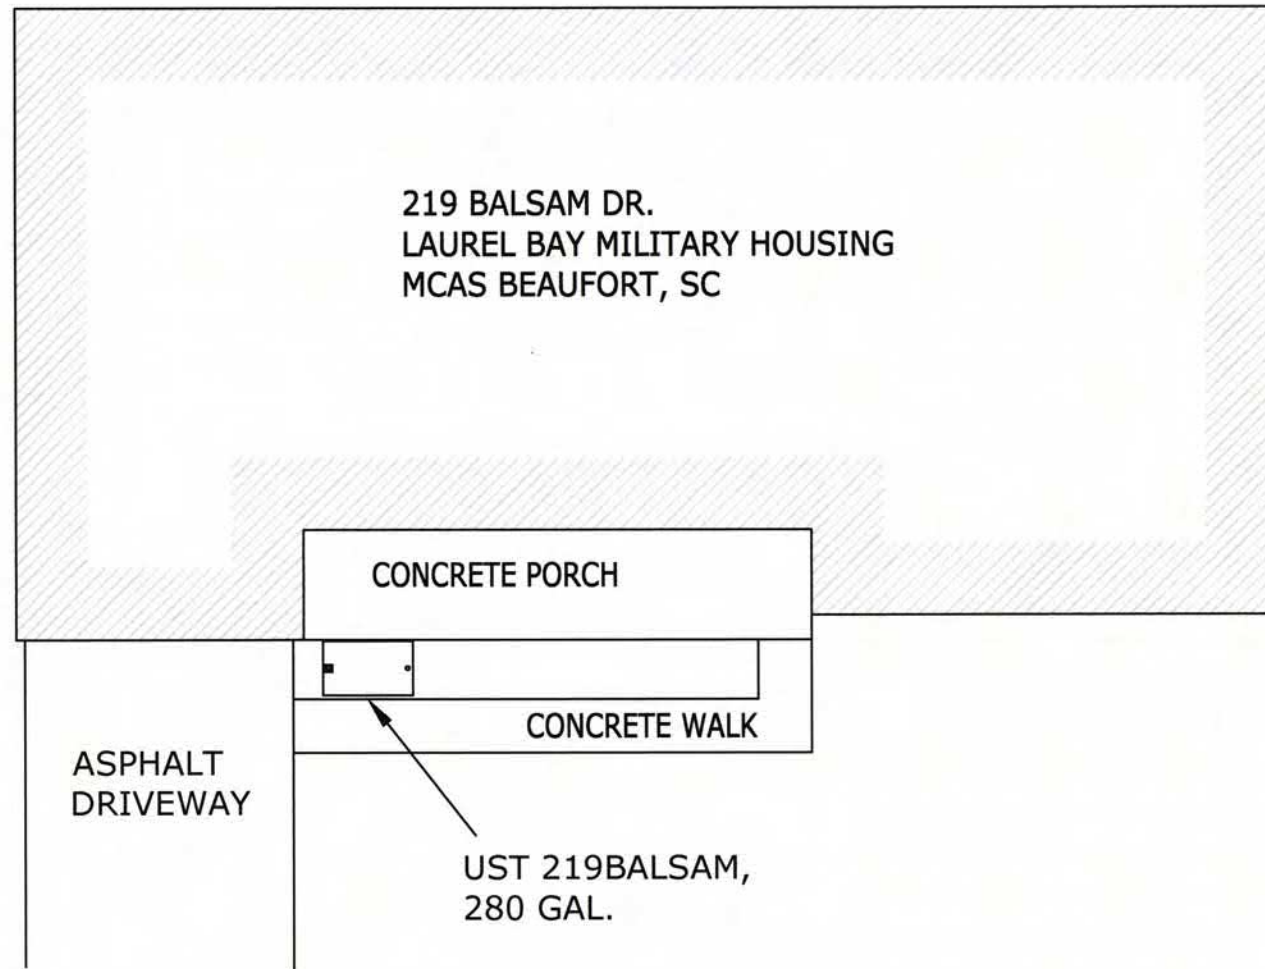 219 BALSAM DR.
LAUREL BAY MILITARY HOUSING
MCAS BEAUFORT, SC
CONCRETE PORCH
CONCRETE WALK
ASPHALT
DRIVEWAY
UST 219BALSAM,
280 GAL.